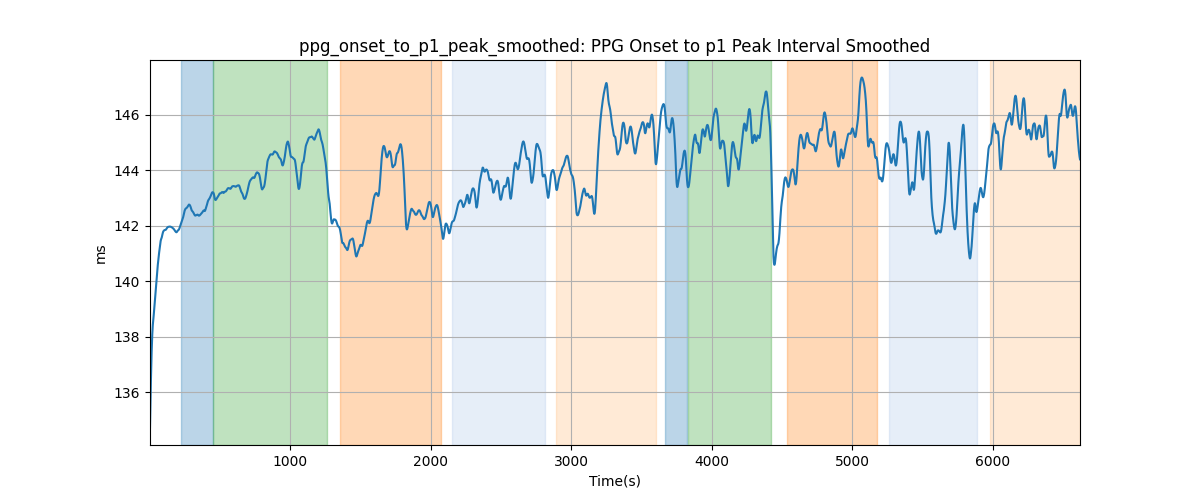 ppg_onset_to_p1_peak_smoothed: PPG Onset to p1 Peak Interval Smoothed
146
144
142
140
138
136
ms
1000 2000 3000 4000 5000 6000
Time(s)